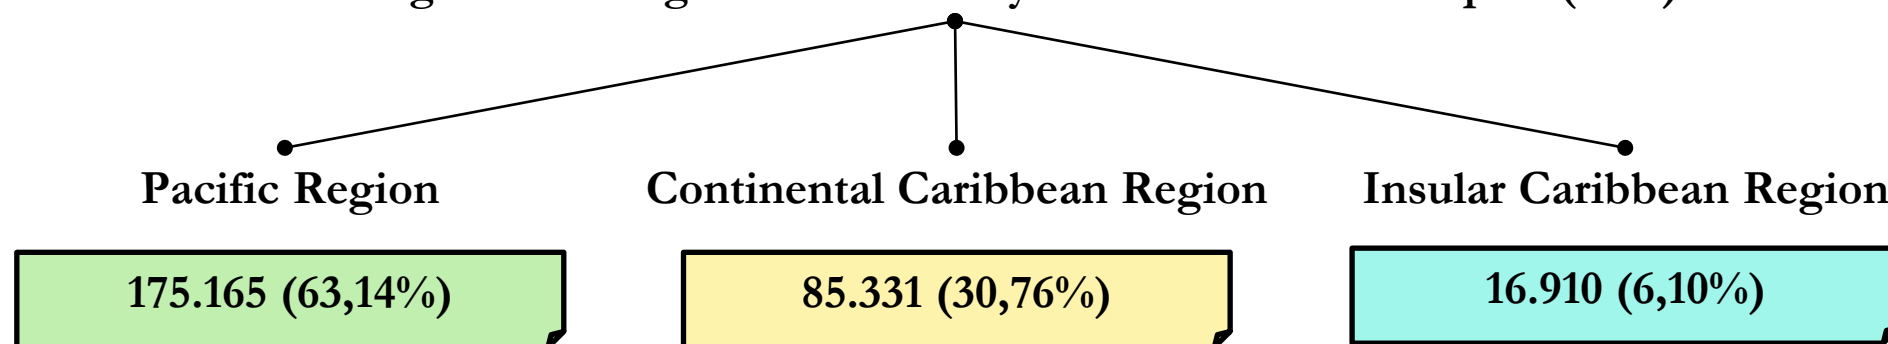 Pacific Region
Continental Caribbean Region
Insular Caribbean Region
175.165 (63,14%)
85.331 (30,76%)
16.910 (6,10%)